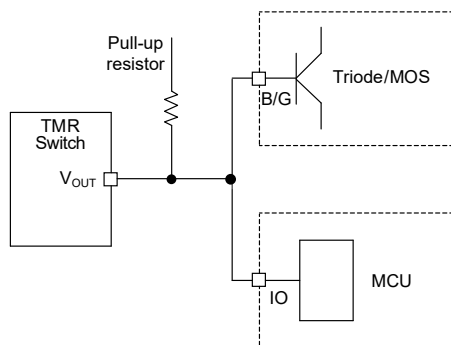 Pull-up
resistor
TMR
Switch
VOUT
B/G
Triode/MOS
IO
MCU